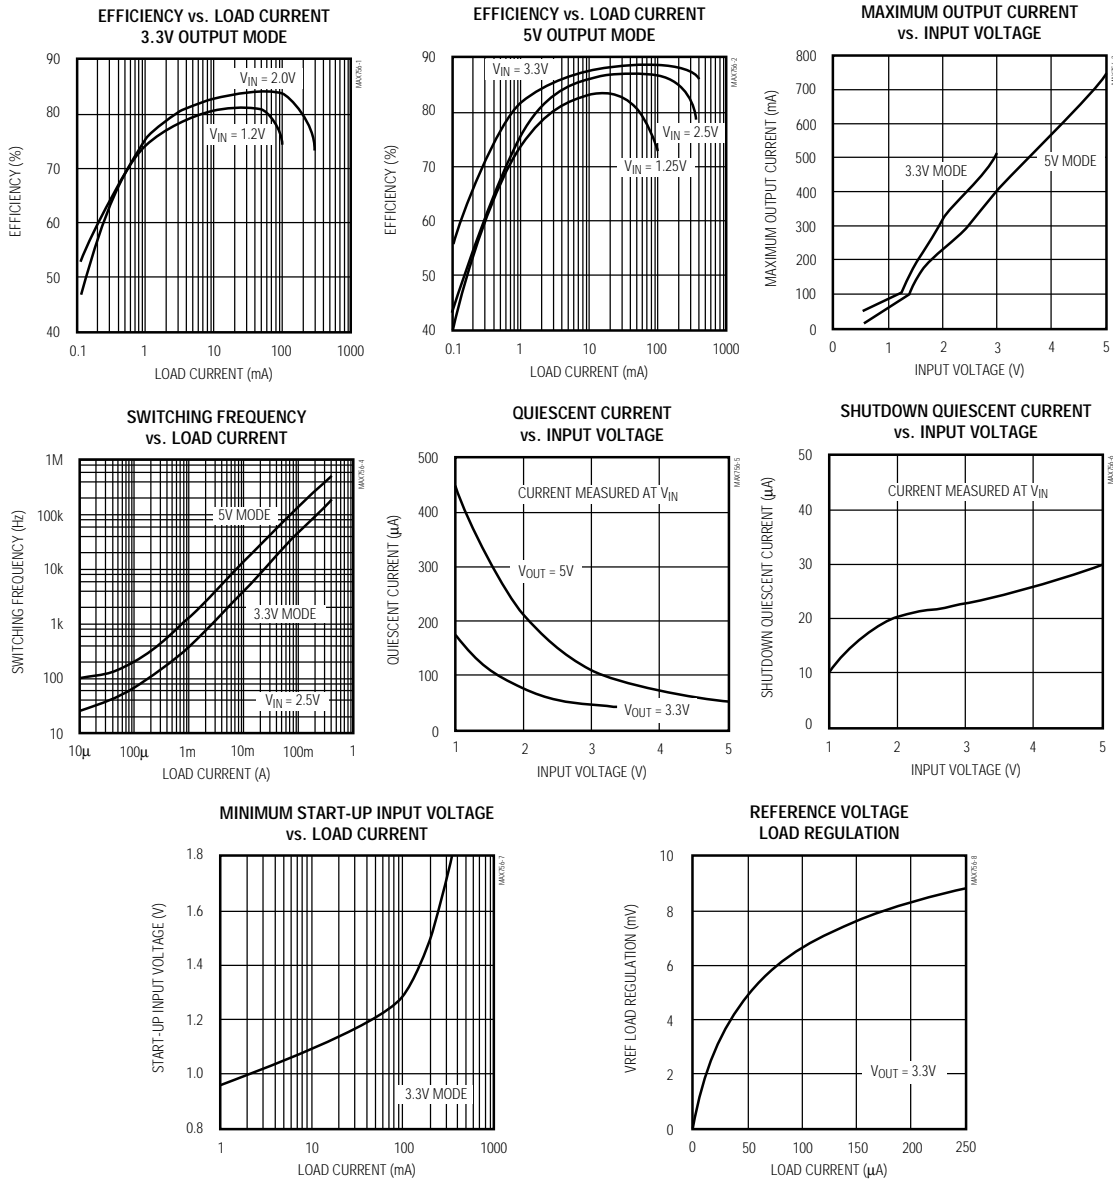 EFFICIENCY vs. LOAD CURRENT
3.3V OUTPUT MODE
90
80
70
60
50
40
EFFICIENCY (%)
VIN = 2.0V
VIN = 1.2V
MAX756-1
0.1
1
10
100
1000
LOAD CURRENT (mA)
EFFICIENCY vs. LOAD CURRENT
5V OUTPUT MODE
90
80
70
60
50
40
EFFICIENCY (%)
VIN = 3.3V
VIN = 2.5V
VIN = 1.25V
MAX756-2
0.1
1
10
100
1000
LOAD CURRENT (mA)
MAXIMUM OUTPUT CURRENT
vs. INPUT VOLTAGE
800
700
600
500
400
300
200
100
0
MAXIMUM OUTPUT CURRENT (mA)
3.3V MODE
5V MODE
0
1
2
3
4
5
INPUT VOLTAGE (V)
SWITCHING FREQUENCY
vs. LOAD CURRENT
1M
100k
10k
1k
100
10
SWITCHING FREQUENCY (Hz)
5V MODE
3.3V MODE
VIN = 2.5V
MAX756-4
10µ
100µ
1m
10m
100m
1
LOAD CURRENT (A)
QUIESCENT CURRENT
vs. INPUT VOLTAGE
500
400
300
200
100
0
QUIESCENT CURRENT (µA)
CURRENT MEASURED AT VIN
VOUT = 5V
VOUT = 3.3V
MAX756-5
1
2
3
4
5
INPUT VOLTAGE (V)
SHUTDOWN QUIESCENT CURRENT
vs. INPUT VOLTAGE
50
40
30
20
10
0
SHUTDOWN QUIESCENT CURRENT (µA)
CURRENT MEASURED AT VIN
MAX756-6
1
2
3
4
5
INPUT VOLTAGE (V)
MINIMUM START-UP INPUT VOLTAGE
vs. LOAD CURRENT
1.8
1.6
1.4
1.2
1.0
0.8
START-UP INPUT VOLTAGE (V)
3.3V MODE
MAX756-7
1
10
100
1000
LOAD CURRENT (mA)
REFERENCE VOLTAGE
LOAD REGULATION
10
8
6
4
2
0
VREF LOAD REGULATION (mV)
VOUT = 3.3V
MAX756-8
0
50
100
150
200
250
LOAD CURRENT (µA)